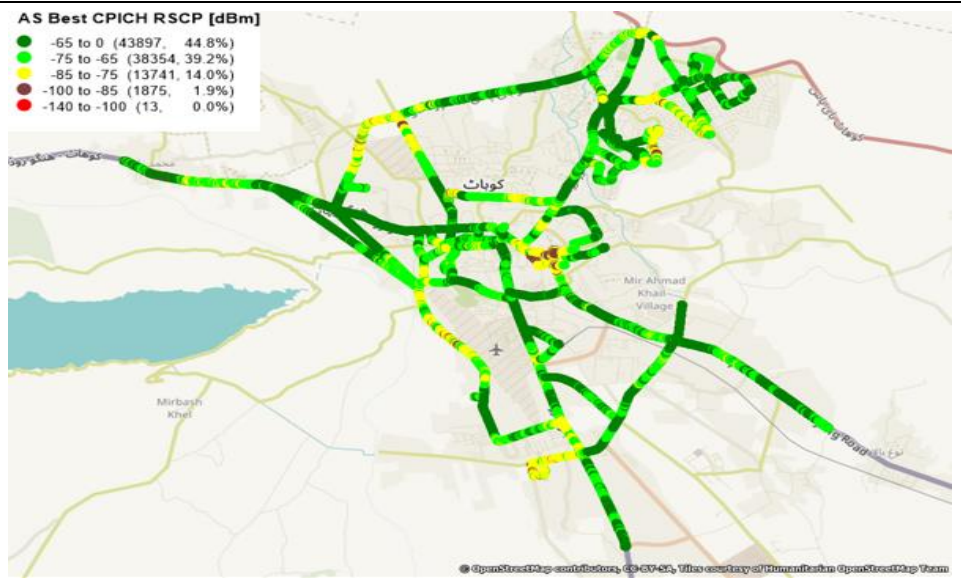 AS Best CPICH RSCP [dBm]
-65 to 0 (43897, 44.8%)
-75 to -65 (38354, 39.2%)
-85 to -75 (13741, 14.0%)
-100 to -85 (1875, 1.9%)
-140 to -100 (13, 0.0%)
کوہاٹ
Mir Ahmad
Khail
Village
Mirbash
Khel
Road
© OpenStreetMap contributors, CC-BY-SA, Tiles courtesy of Humanitarian OpenStreetMap Team